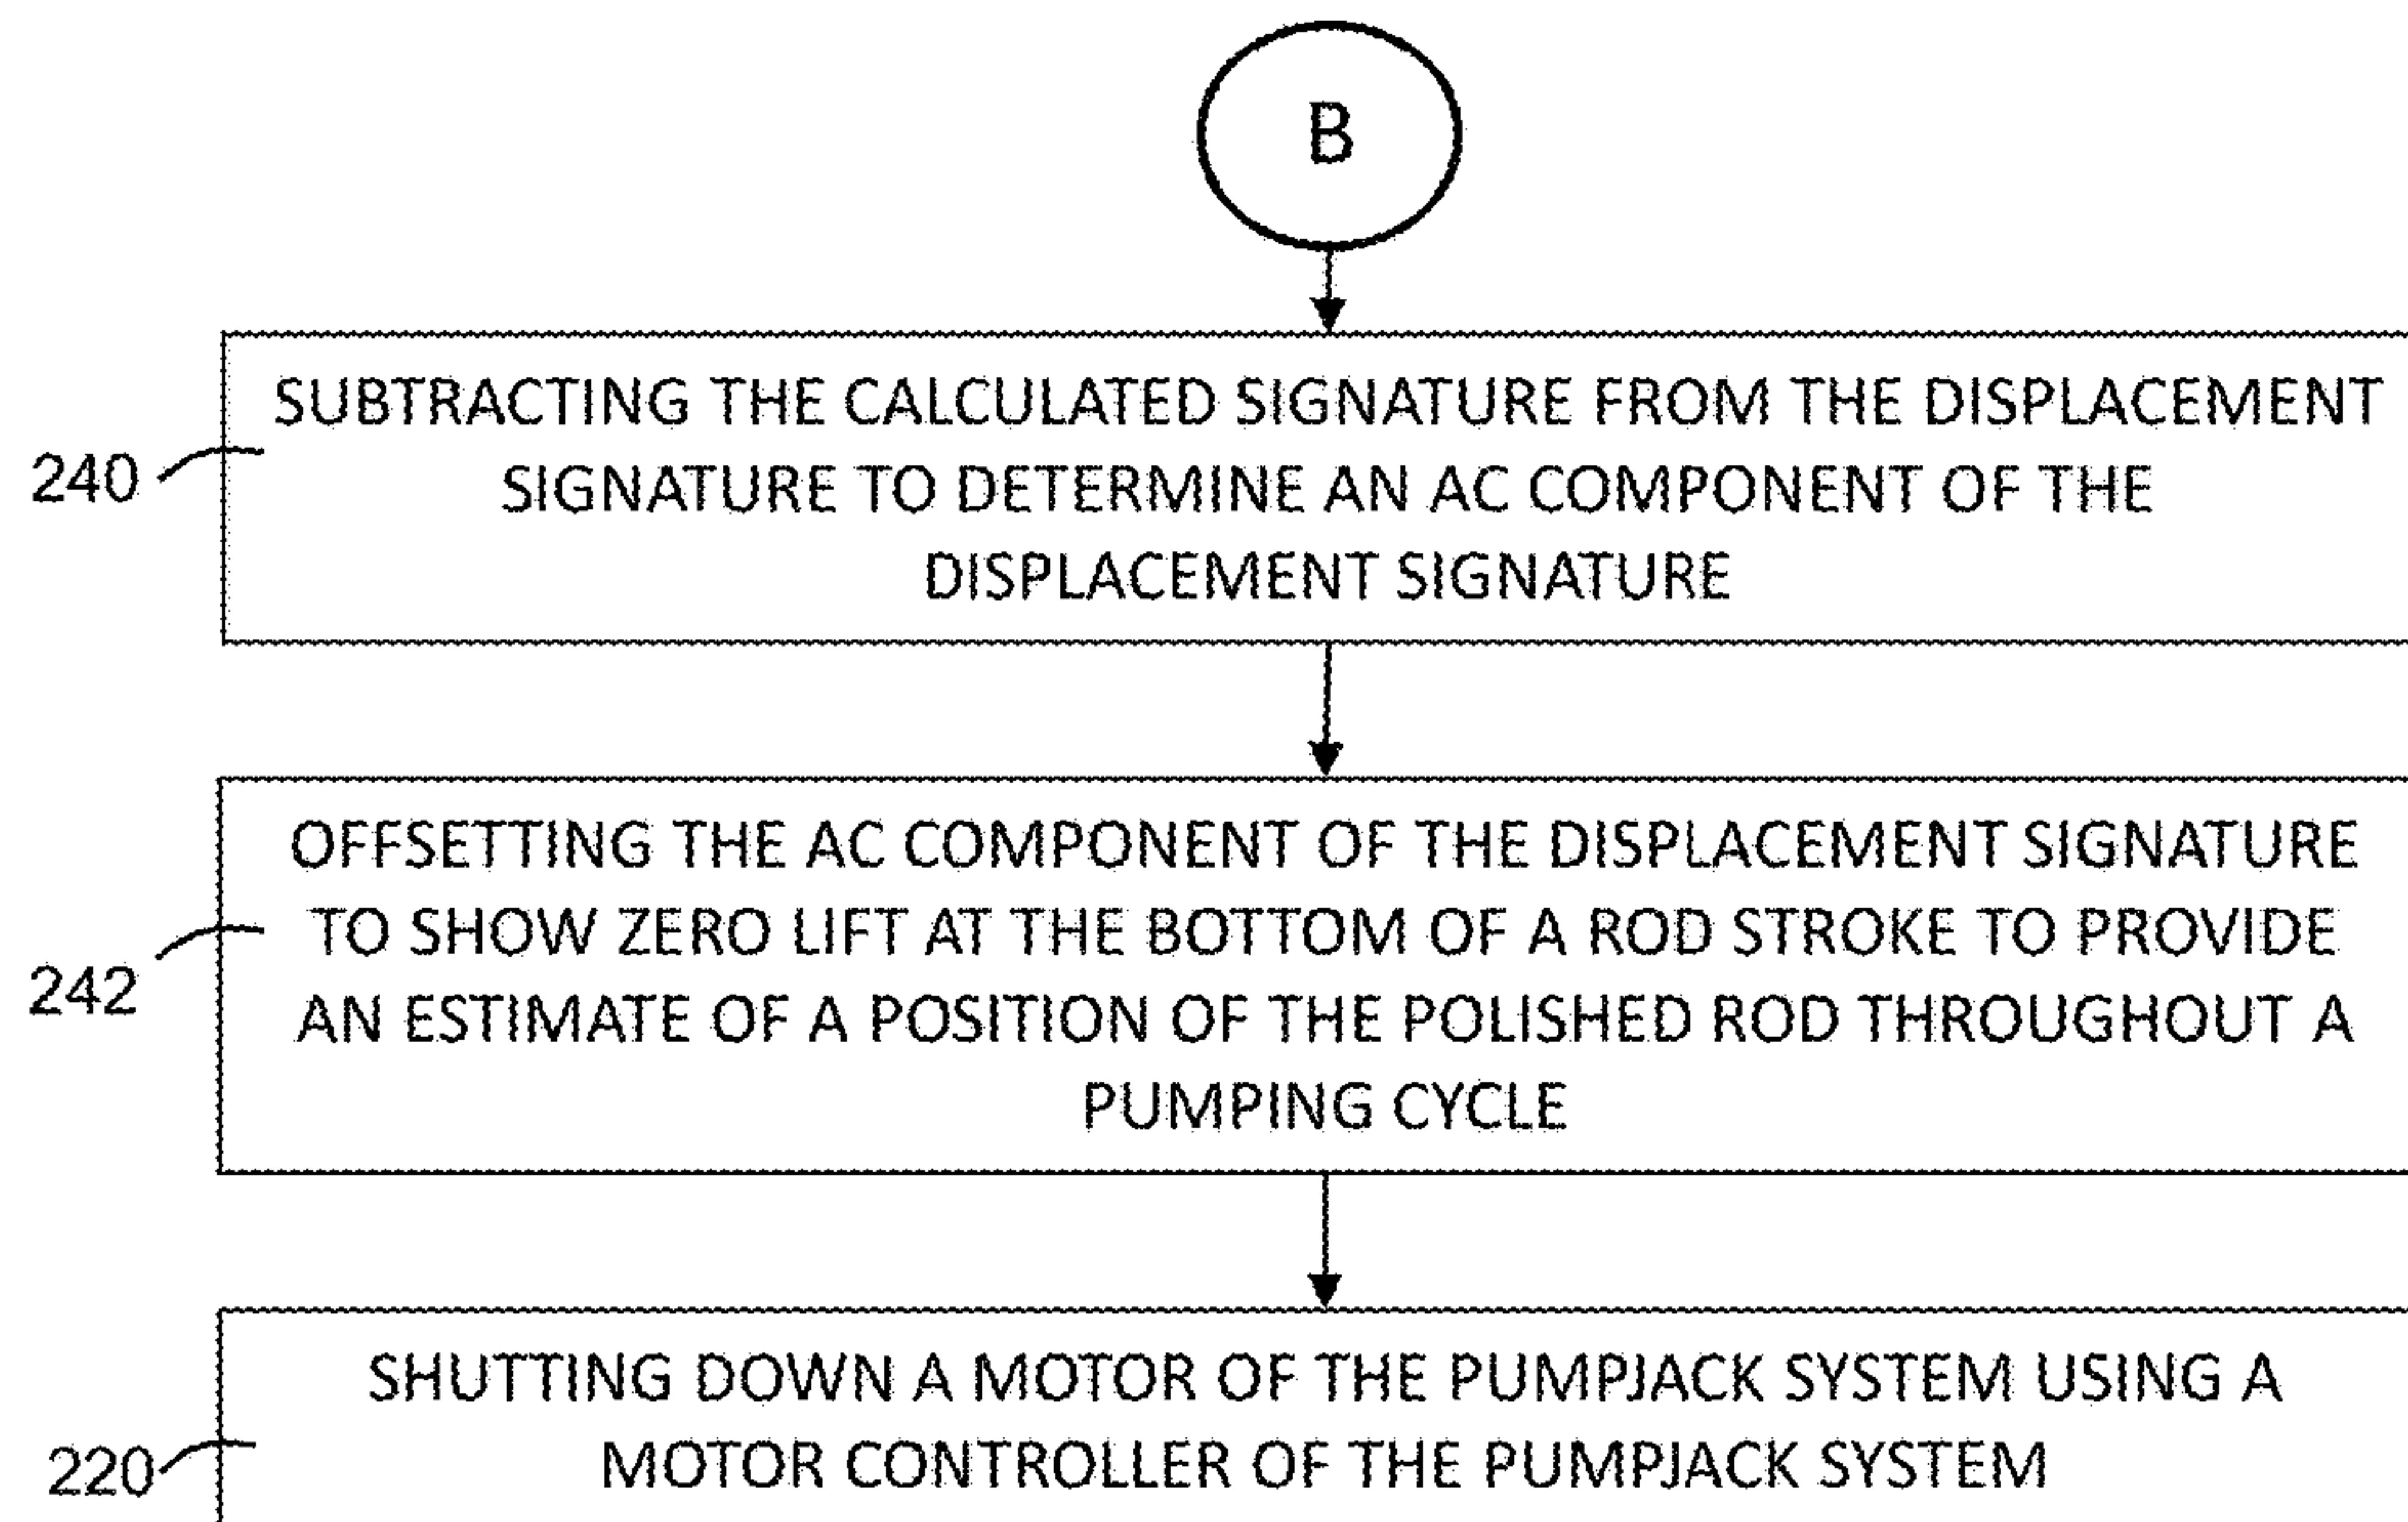 B
SUBTRACTING THE CALCULATED SIGNATURE FROM THE DISPLACEMENT
SIGNATURE TO DETERMINE AN AC COMPONENT OF THE
DISPLACEMENT SIGNATURE
240
OFFSETTING THE AC COMPONENT OF THE DISPLACEMENT SIGNATURE
TO SHOW ZERO LIFT AT THE BOTTOM OF A ROD STROKE TO PROVIDE
AN ESTIMATE OF A POSITION OF THE POLISHED ROD THROUGHOUT A
PUMPING CYCLE
242
SHUTTING DOWN A MOTOR OF THE PUMPJACK SYSTEM USING A
MOTOR CONTROLLER OF THE PUMPJACK SYSTEM
220